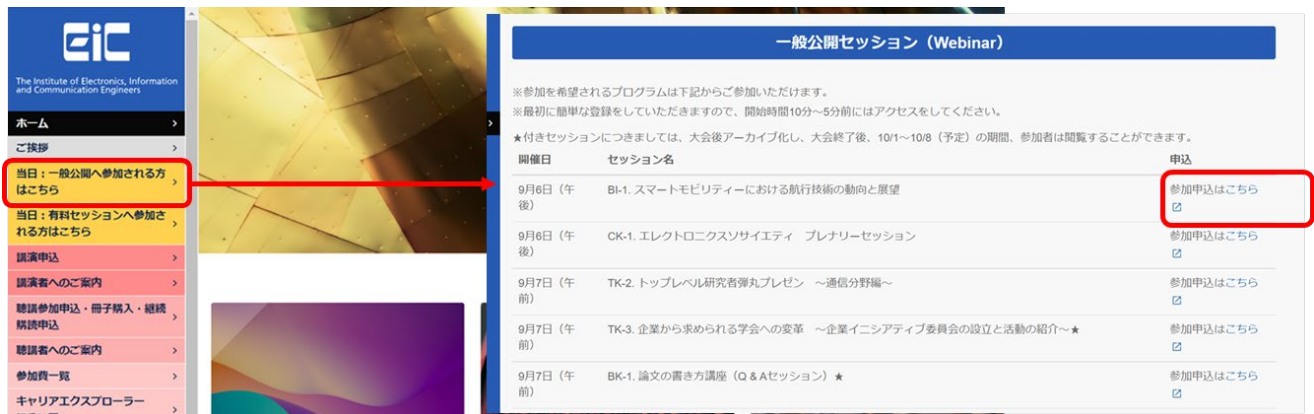 EiC
The Institute of Electronics, Information
and Communication Engineers
ホーム
ご挨拶
当日：一般公開へ参加される方
はこちら
当日：有料セッションへ参加さ
れる方はこちら
講演申込
講演者へのご案内
聴講参加申込・冊子購入・継続
購読申込
聴講者へのご案内
参加費一覧
キャリアエクスプローラー
一般公開セッション（Webinar）
※参加を希望されるプログラムは下記からご参加いただけます。
※最初に簡単な登録をしていただきますので、開始時間10分～5分前にはアクセスをしてください。
★付きセッションにつきましては、大会後アーカイブ化し、大会終了後、10/1～10/8（予定）の期間、参加者は閲覧することができます。
開催日 セッション名 申込
9月6日（午 BI-1. スマートモビリティーにおける航行技術の動向と展望 参加申込はこちら
後）
9月6日（午 CK-1. エレクトロニクスソサイエティ プレナリーセッション 参加申込はこちら
後）
9月7日（午 TK-2. トップレベル研究者弾丸プレゼン ～通信分野編～ 参加申込はこちら
前）
9月7日（午 TK-3. 企業から求められる学会への変革 ～企業イニシアティブ委員会の設立と活動の紹介～★ 参加申込はこちら
前）
9月7日（午 BK-1. 論文の書き方講座（Q & Aセッション）★ 参加申込はこちら
前）